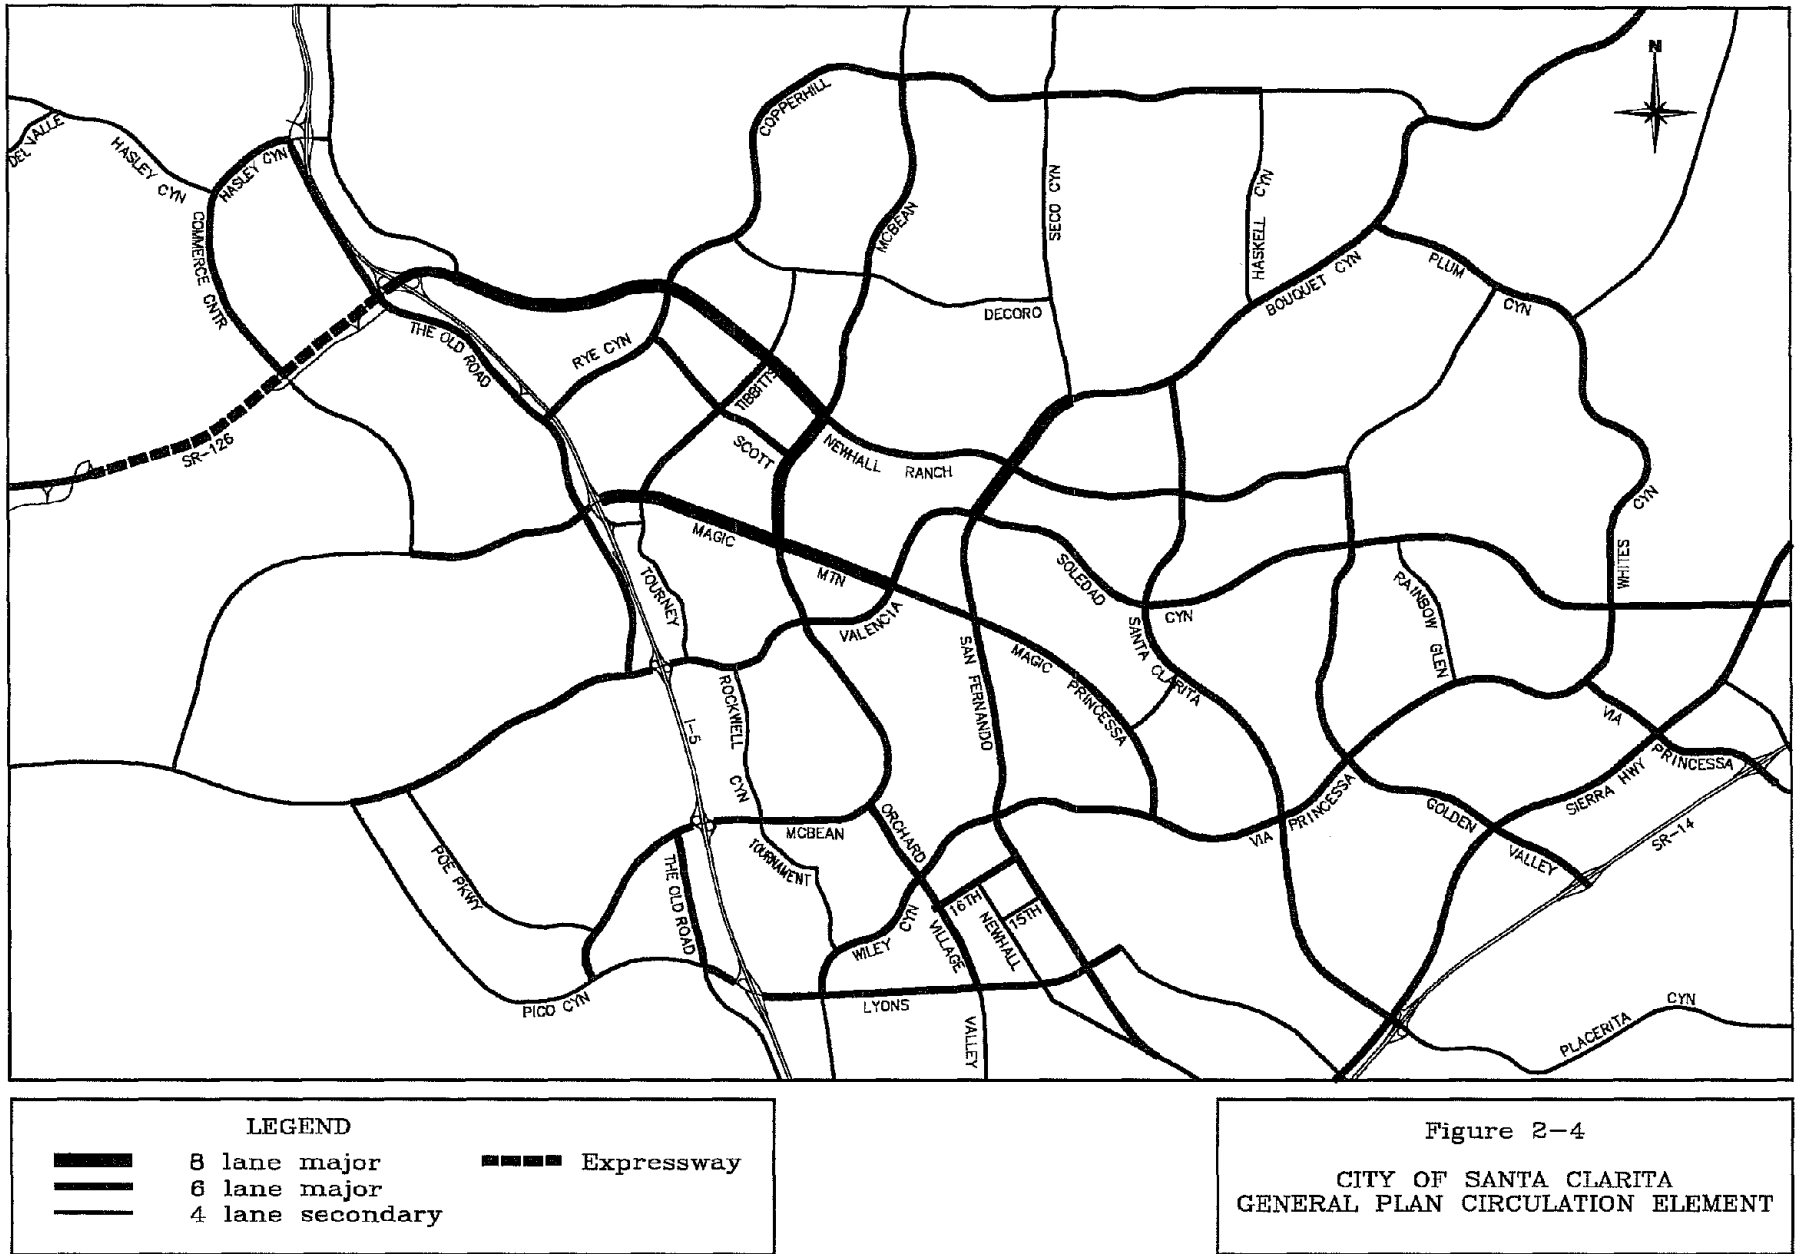 N
DEL VALLE
HASLEY CYN
HASLEY CYN
COMMERCE CNTR
COPPERHILL
MCBEAN
SECO CYN
HASKELL CYN
BOUQUET CYN
PLUM
CYN
DECORO
THE OLD ROAD
RYE CYN
TIBBITTS
SCOTT
NEWHALL
RANCH
SR-126
MAGIC
MTN
TOURNEY
VALENCIA
SOLEDAD
CYN
SANTA CLARITA
RAINBOW GLEN
WHITES
CYN
SAN FERNANDO
MAGIC
PRINCESSA
ROCKWELL
CYN
I-5
VIA
PRINCESSA
VIA
PRINCESSA
SIERRA HWY
GOLDEN
VALLEY
SR-14
POE PKWY
THE OLD ROAD
MCBEAN
TOURNAMENT
ORCHARD
VILLAGE
WILEY CYN
16TH
NEWHALL
15TH
PICO CYN
LYONS
VALLEY
PLACERITA
CYN
LEGEND
8 lane major
6 lane major
4 lane secondary
Expressway
Figure 2-4
CITY OF SANTA CLARITA
GENERAL PLAN CIRCULATION ELEMENT